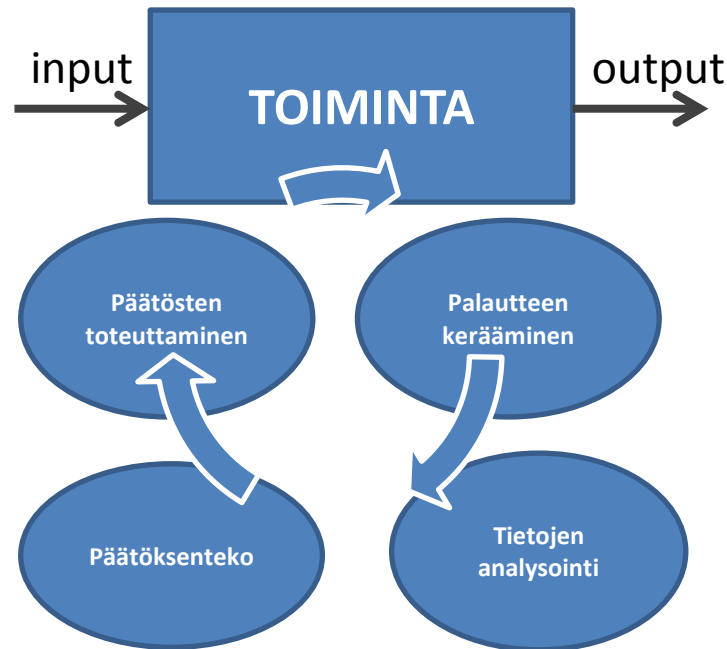 input
TOIMINTA
output
Päätösten
toteuttaminen
Palautteen
kerääminen
Päätöksenteko
Tietojen
analysointi